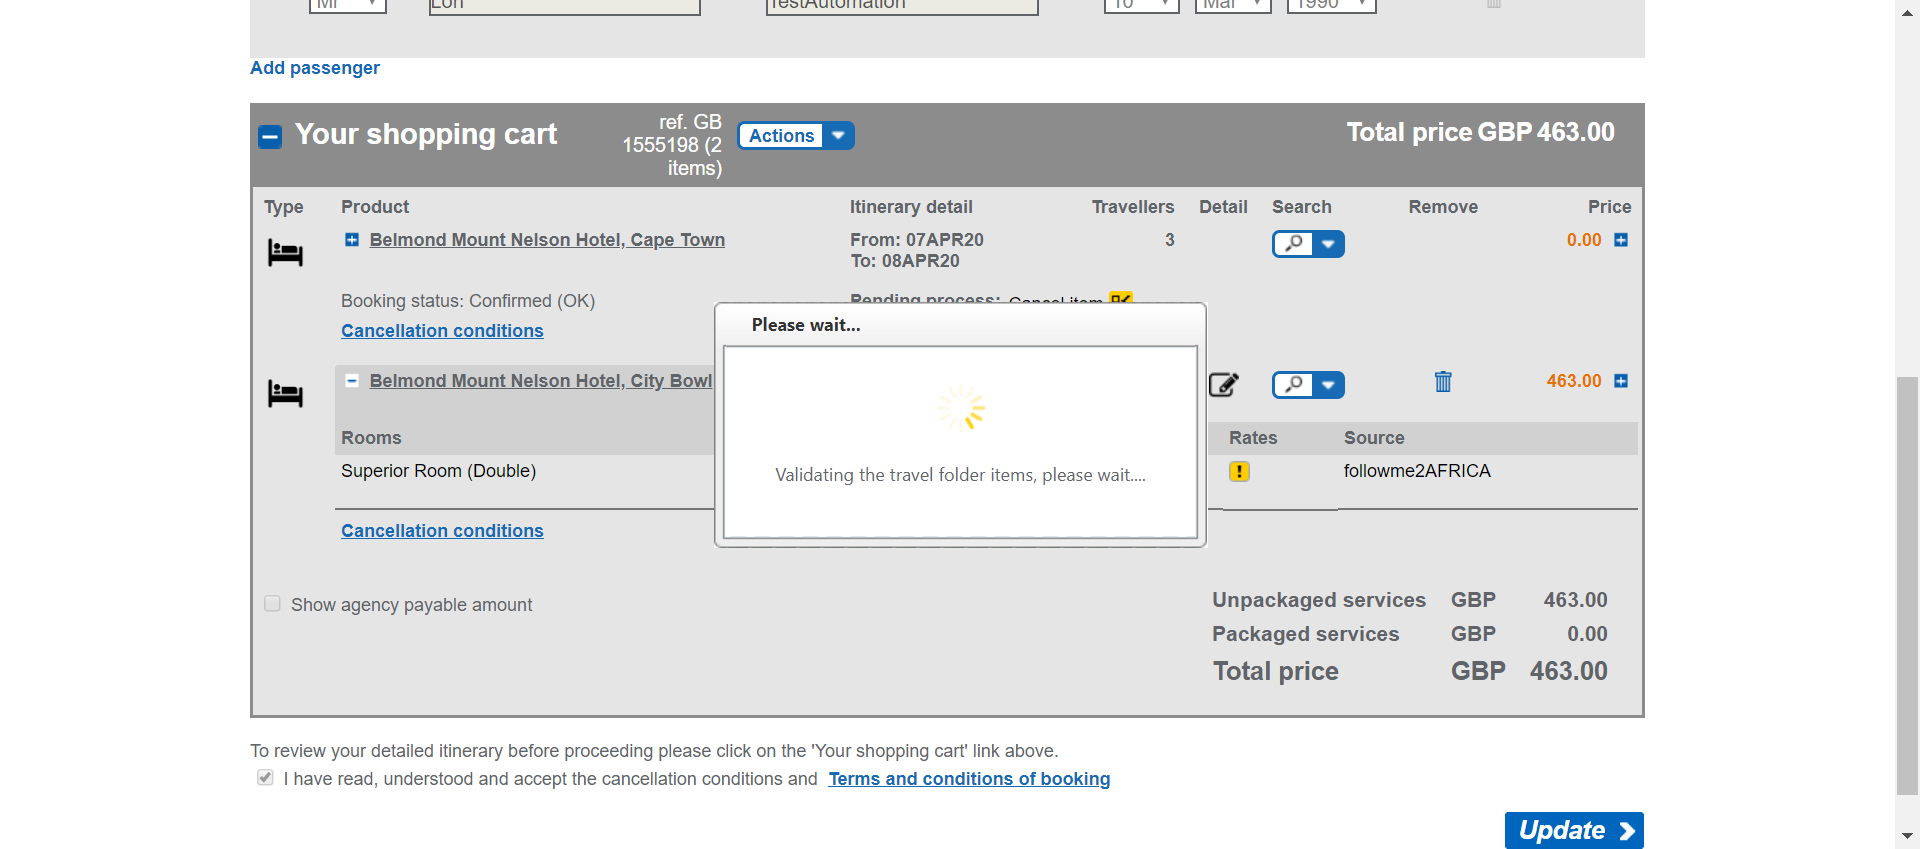 Mr Lon TestAutomation 10 Mar 1990
Add passenger
Your shopping cart
ref. GB
1555198 (2
items)
Actions
Total price GBP 463.00
Type Product Itinerary detail Travellers Detail Search Remove Price
Belmond Mount Nelson Hotel, Cape Town From: 07APR20 3 0.00
To: 08APR20
Booking status: Confirmed (OK) Pending process: Cancel item
Cancellation conditions
Please wait...
Validating the travel folder items, please wait....
Belmond Mount Nelson Hotel, City Bowl 463.00
Rooms Rates Source
Superior Room (Double) followme2AFRICA
Cancellation conditions
Show agency payable amount
Unpackaged services GBP 463.00
Packaged services GBP 0.00
Total price GBP 463.00
To review your detailed itinerary before proceeding please click on the 'Your shopping cart' link above.
I have read, understood and accept the cancellation conditions and Terms and conditions of booking
Update